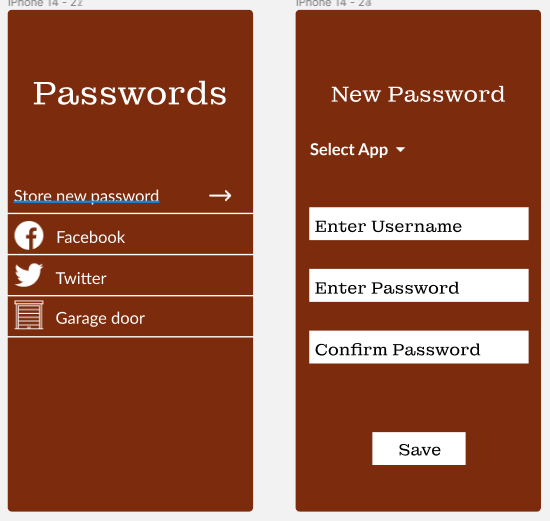 iPhone 14 - 22
Passwords
Store new password
Facebook
Twitter
Garage door
iPhone 14 - 23
New Password
Select App
Enter Username
Enter Password
Confirm Password
Save